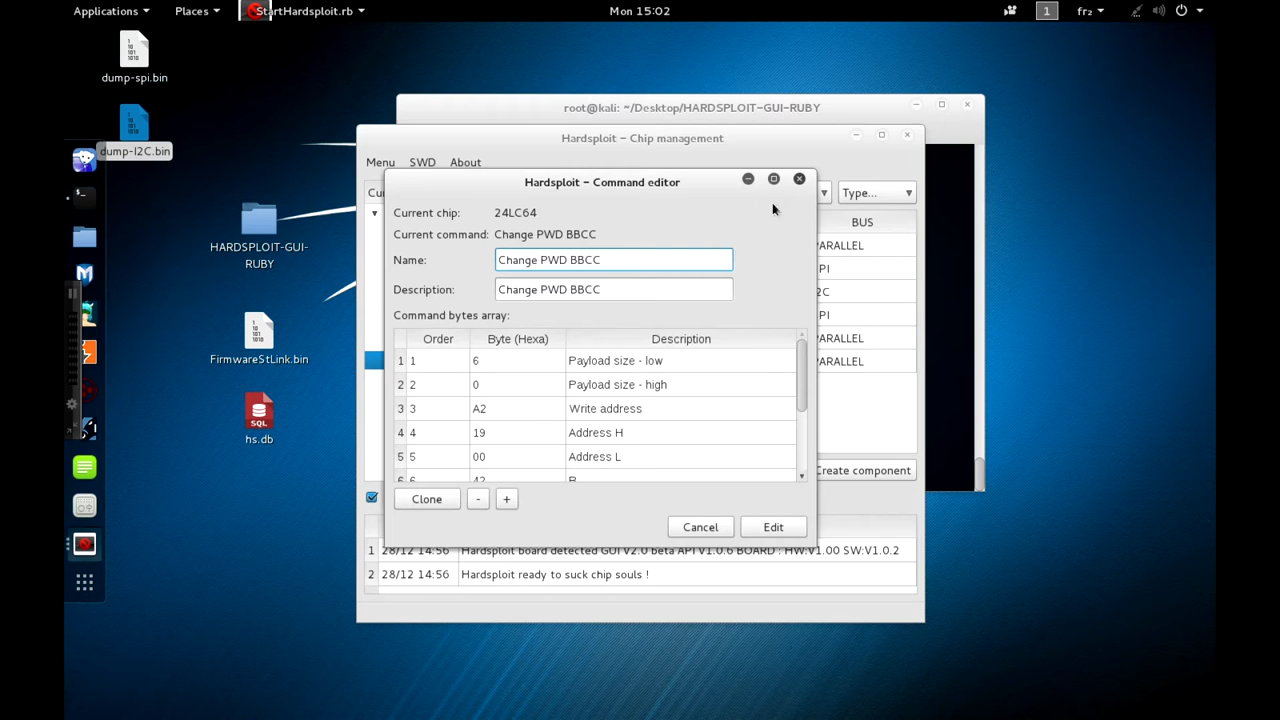 Applications Places StartHardsploit.rb Mon 15:02 1 fr₂
dump-spi.bin
dump-I2C.bin
HARDSPLOIT-GUI-
RUBY
FirmwareStLink.bin
SQL
hs.db
root@kali: ~/Desktop/HARDSPLOIT-GUI-RUBY
Hardsploit – Chip management
Menu SWD About
Type...
BUS
Hardsploit – Command editor
Current chip: 24LC64
Current command: Change PWD BBCC
Name: Change PWD BBCC
Description: Change PWD BBCC
Command bytes array:
Order Byte (Hexa) Description
1 1 6 Payload size - low
2 2 0 Payload size - high
3 3 A2 Write address
4 4 19 Address H
5 5 00 Address L
6 6 42 B
Clone - +
Cancel Edit
Create component
1 28/12 14:56 Hardsploit board detected GUI V2.0 beta API V1.0.6 BOARD : HW:V1.00 SW:V1.0.2
2 28/12 14:56 Hardsploit ready to suck chip souls !